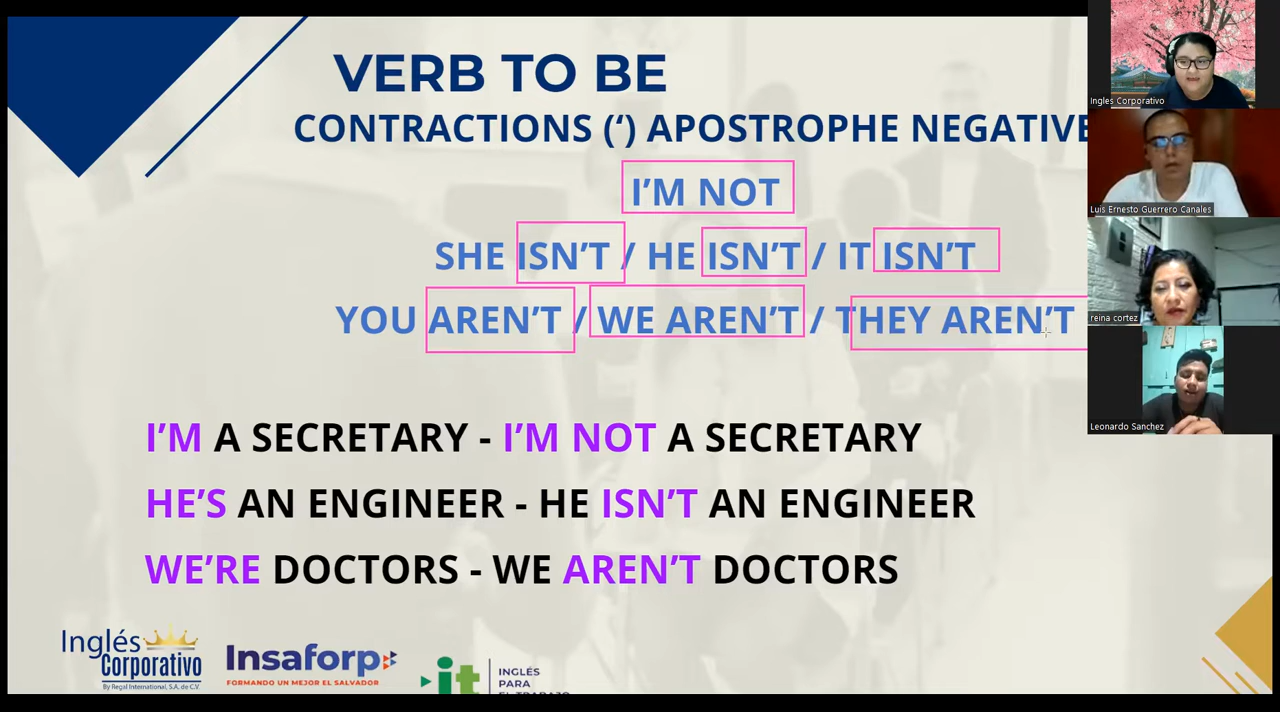 VERB TO BE
CONTRACTIONS (‘) APOSTROPHE NEGATIVE
I’M NOT
SHE ISN’T / HE ISN’T / IT ISN’T
YOU AREN’T / WE AREN’T / THEY AREN’T
I’M A SECRETARY - I’M NOT A SECRETARY
HE’S AN ENGINEER - HE ISN’T AN ENGINEER
WE’RE DOCTORS - WE AREN’T DOCTORS
Inglés
Corporativo
By Regal International, S.A. de C.V.
Insaforp
FORMANDO UN MEJOR EL SALVADOR
it
INGLÉS
PARA
EL TRABAJO
Ingles Corporativo
Luis Ernesto Guerrero Canales
reina cortez
Leonardo Sanchez